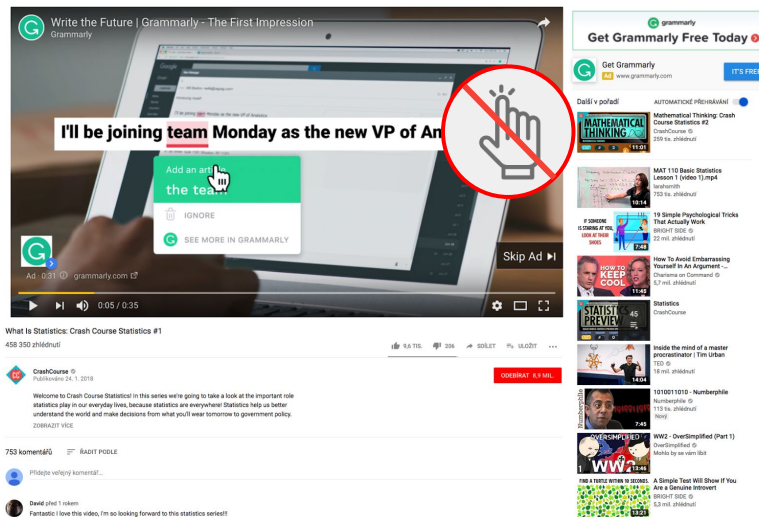 Write the Future | Grammarly - The First Impression
Grammarly
Google
I'll be joining team Monday as the new VP of An
Add an article
the team
IGNORE
SEE MORE IN GRAMMARLY
Skip Ad
Ad · 0:31 grammarly.com
0:05 / 0:35
What Is Statistics: Crash Course Statistics #1
458 350 zhlédnutí
9,6 TIS.
206
SDÍLET
ULOŽIT
CC
CrashCourse
Publikováno 24. 1. 2018
ODEBÍRAT 8,9 MIL.
Welcome to Crash Course Statistics! In this series we're going to take a look at the important role
statistics play in our everyday lives, because statistics are everywhere! Statistics help us better
understand the world and make decisions from what you'll wear tomorrow to government policy.
ZOBRAZIT VÍCE
753 komentářů
ŘADIT PODLE
Přidejte veřejný komentář...
David před 1 rokem
Fantastic I love this video, I'm so looking forward to this statistics series!!!
grammarly
Get Grammarly Free Today
Get Grammarly
Ad www.grammarly.com
IT'S FREE
Další v pořadí
AUTOMATICKÉ PŘEHRÁVÁNÍ
MATHEMATICAL
THINKING
11:01
Mathematical Thinking: Crash
Course Statistics #2
CrashCourse
259 tis. zhlédnutí
10:14
MAT 110 Basic Statistics
Lesson 1 (video 1).mp4
larahsmith
753 tis. zhlédnutí
IF SOMEONE
IS STARING AT YOU,
LOOK AT THEIR
SHOES
7:48
19 Simple Psychological Tricks
That Actually Work
BRIGHT SIDE
22 mil. zhlédnutí
HOW TO
KEEP
COOL
11:45
How To Avoid Embarrassing
Yourself In An Argument -...
Charisma on Command
5,7 mil. zhlédnutí
STATISTICS
PREVIEW
45
Statistics
CrashCourse
14:04
Inside the mind of a master
procrastinator | Tim Urban
TED
18 mil. zhlédnutí
Numberphile
7:45
1010011010 - Numberphile
Numberphile
113 tis. zhlédnutí
Nový
OVERSIMPLIFIED
WW2
13:46
WW2 - OverSimplified (Part 1)
OverSimplified
Mohlo by se vám líbit
FIND A TURTLE WITHIN 10 SECONDS.
13:21
A Simple Test Will Show If You
Are a Genuine Introvert
BRIGHT SIDE
5,3 mil. zhlédnutí